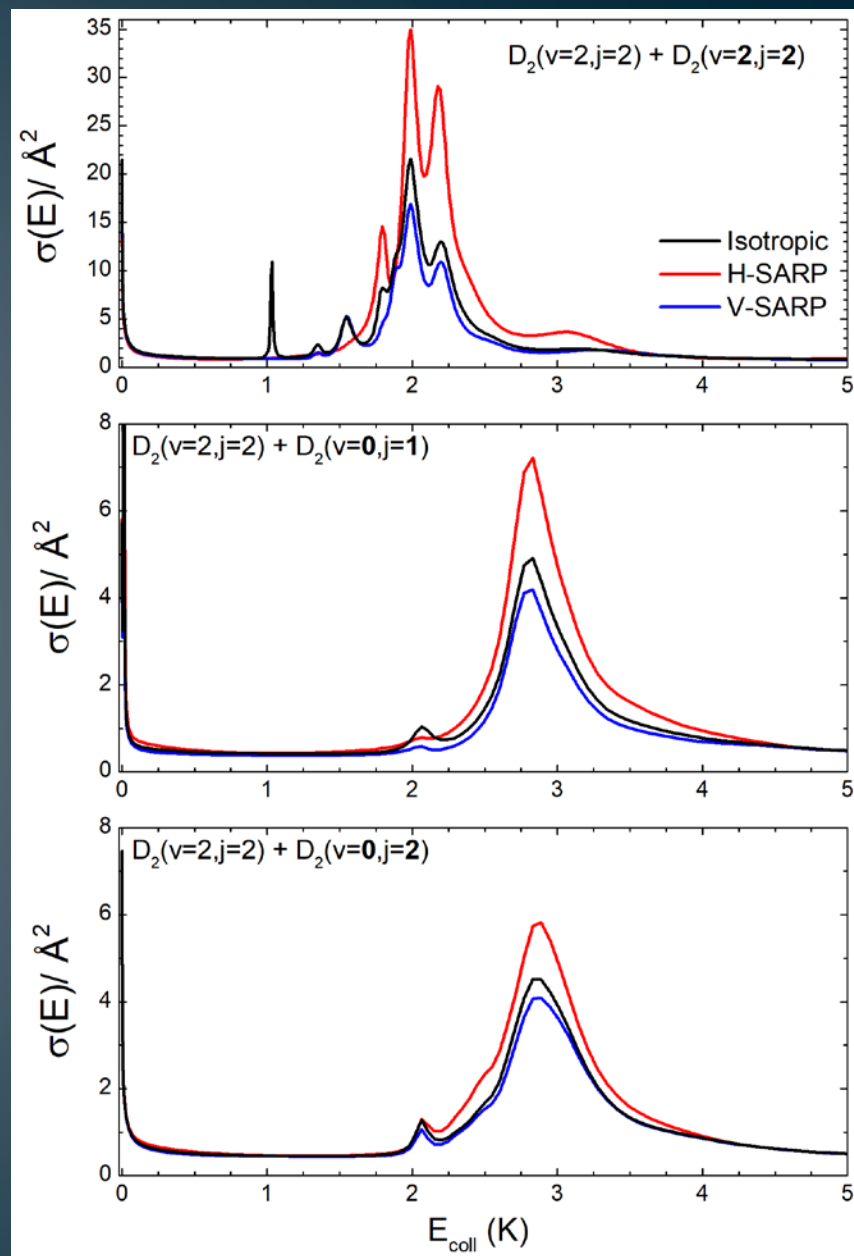 D₂(v=2,j=2) + D₂(v=2,j=2)
σ(E)/ Å²
35
30
25
20
15
10
5
0
Isotropic
H-SARP
V-SARP
0 1 2 3 4 5
D₂(v=2,j=2) + D₂(v=0,j=1)
σ(E)/ Å²
8
6
4
2
0
0 1 2 3 4 5
D₂(v=2,j=2) + D₂(v=0,j=2)
σ(E)/ Å²
8
6
4
2
0
0 1 2 3 4 5
E_coll (K)